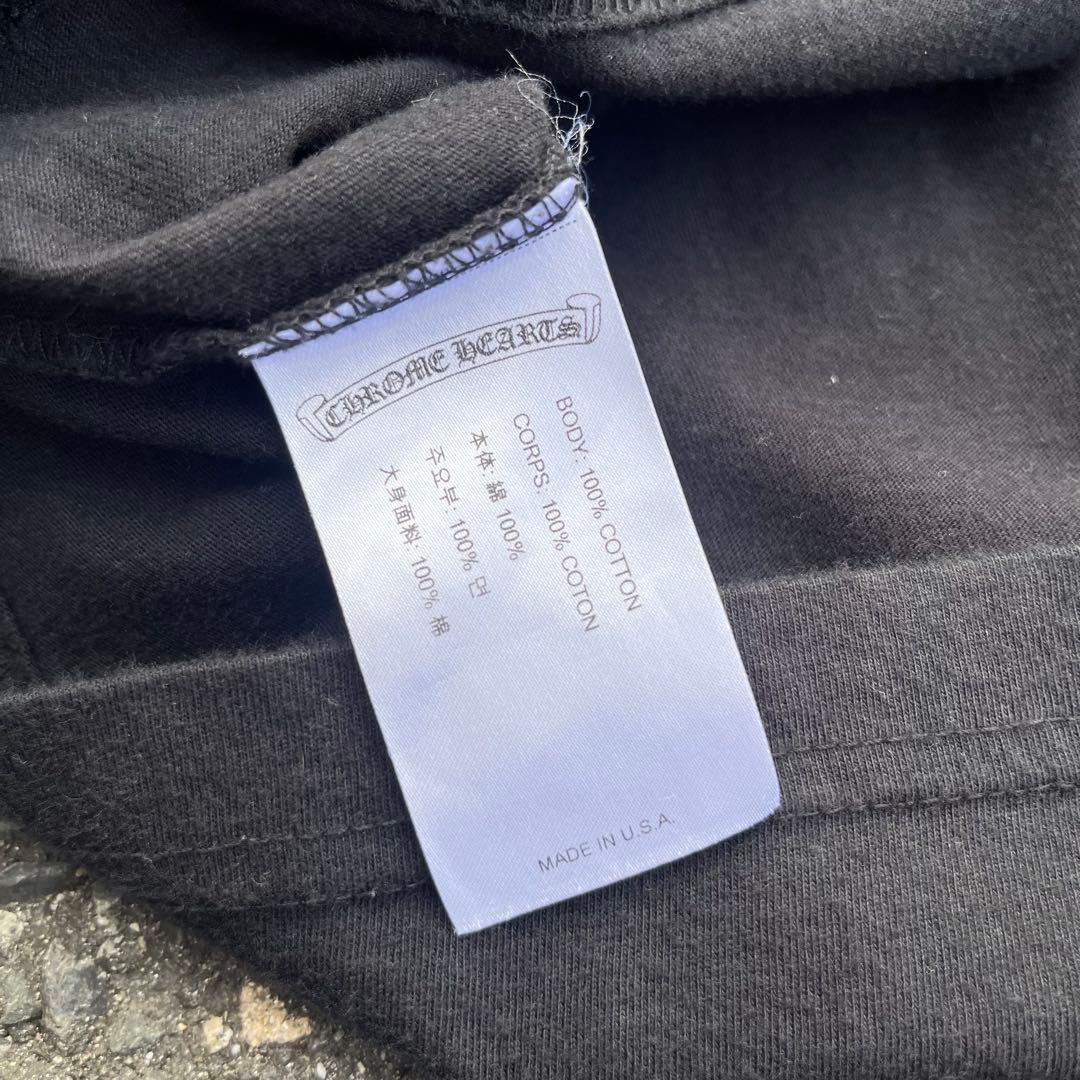 CHROME HEARTS
BODY: 100% COTTON
CORPS: 100% COTON
本体: 綿 100%
주요부: 100% 면
大身面料: 100% 棉
MADE IN U.S.A.